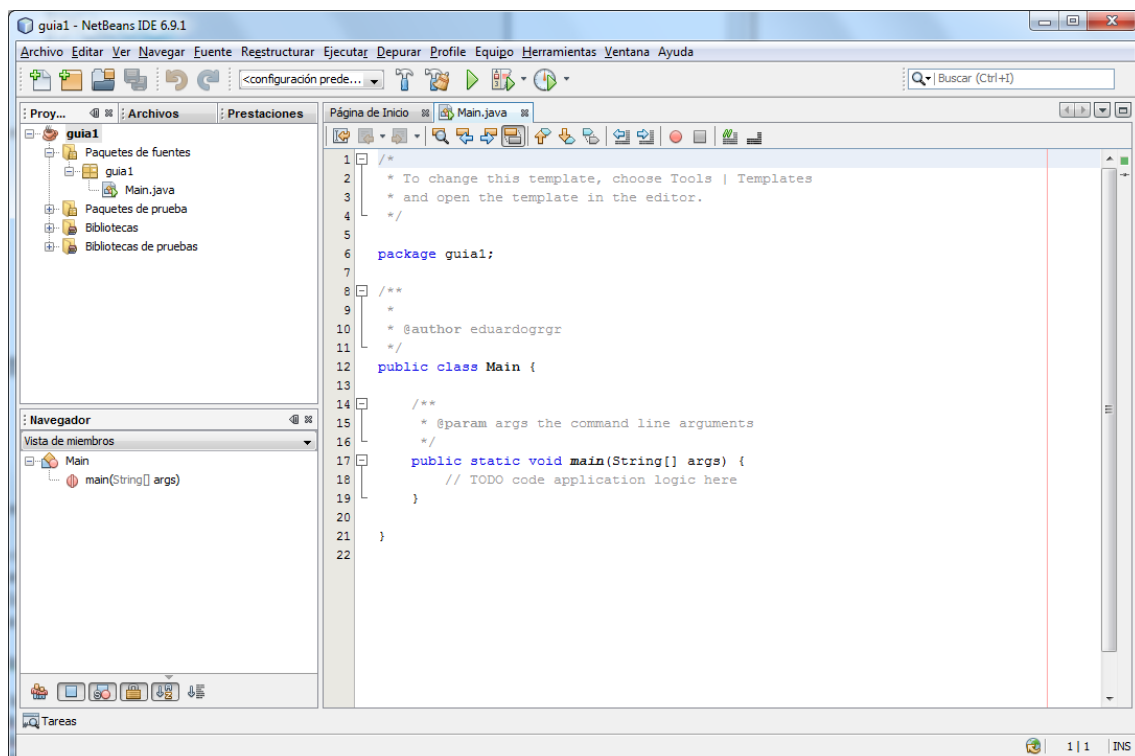 guia1 - NetBeans IDE 6.9.1
Archivo Editar Ver Navegar Fuente Reestructurar Ejecutar Depurar Profile Equipo Herramientas Ventana Ayuda
<configuración prede... Buscar (Ctrl+I)
Proy... Archivos Prestaciones
guia1
Paquetes de fuentes
guia1
Main.java
Paquetes de prueba
Bibliotecas
Bibliotecas de pruebas
Navegador
Vista de miembros
Main
main(String[] args)
Página de Inicio Main.java
1 /*
2 * To change this template, choose Tools | Templates
3 * and open the template in the editor.
4 */
5
6 package guia1;
7
8 /**
9 *
10 * @author eduardogrgr
11 */
12 public class Main {
13
14 /**
15 * @param args the command line arguments
16 */
17 public static void main(String[] args) {
18 // TODO code application logic here
19 }
20
21 }
22
Tareas
1 | 1 INS